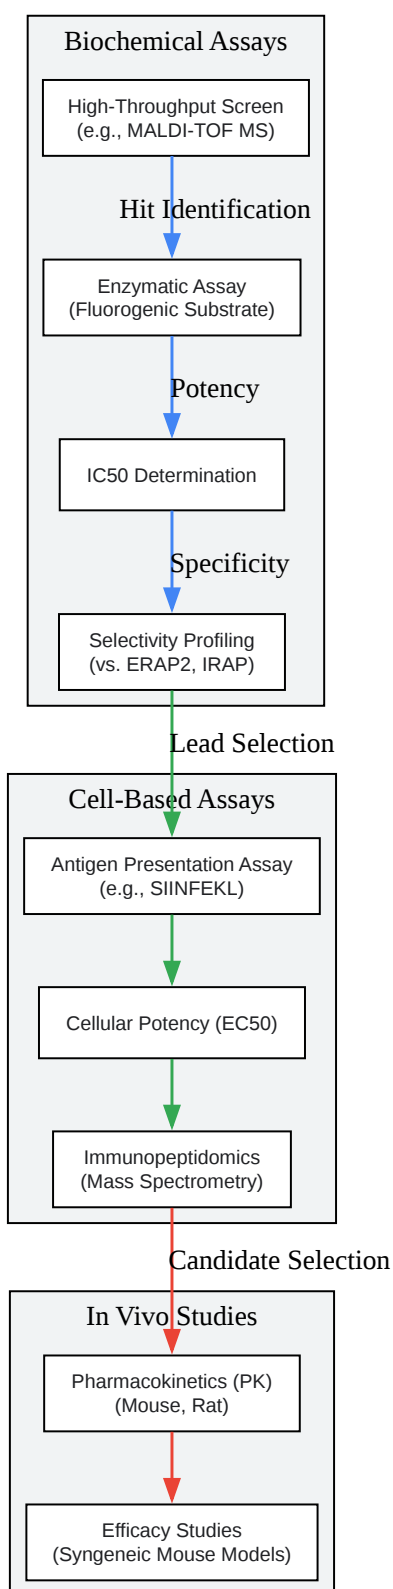 Biochemical Assays
High-Throughput Screen
(e.g., MALDI-TOF MS)
Hit Identification
Enzymatic Assay
(Fluorogenic Substrate)
Potency
IC50 Determination
Specificity
Selectivity Profiling
(vs. ERAP2, IRAP)
Lead Selection
Cell-Based Assays
Antigen Presentation Assay
(e.g., SIINFEKL)
Cellular Potency (EC50)
Immunopeptidomics
(Mass Spectrometry)
Candidate Selection
In Vivo Studies
Pharmacokinetics (PK)
(Mouse, Rat)
Efficacy Studies
(Syngeneic Mouse Models)